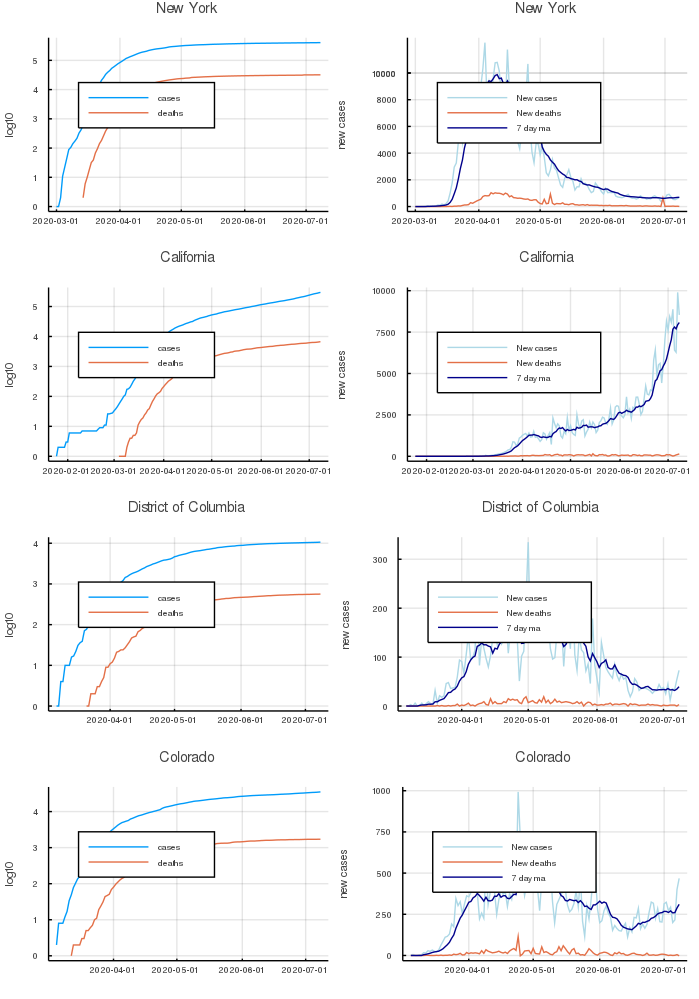 New York
New York
5
4
3
2
1
0
log10
cases
deaths
2020-03-01 2020-04-01 2020-05-01 2020-06-01 2020-07-01
10000
8000
6000
4000
2000
0
new cases
New cases
New deaths
7 day ma
2020-03-01 2020-04-01 2020-05-01 2020-06-01 2020-07-01
California
California
5
4
3
2
1
0
log10
cases
deaths
2020-02-01 2020-03-01 2020-04-01 2020-05-01 2020-06-01 2020-07-01
10000
7500
5000
2500
0
new cases
New cases
New deaths
7 day ma
2020-02-01 2020-03-01 2020-04-01 2020-05-01 2020-06-01 2020-07-01
District of Columbia
District of Columbia
4
3
2
1
0
log10
cases
deaths
2020-04-01 2020-05-01 2020-06-01 2020-07-01
300
200
100
0
new cases
New cases
New deaths
7 day ma
2020-04-01 2020-05-01 2020-06-01 2020-07-01
Colorado
Colorado
4
3
2
1
0
log10
cases
deaths
2020-04-01 2020-05-01 2020-06-01 2020-07-01
1000
750
500
250
0
new cases
New cases
New deaths
7 day ma
2020-04-01 2020-05-01 2020-06-01 2020-07-01